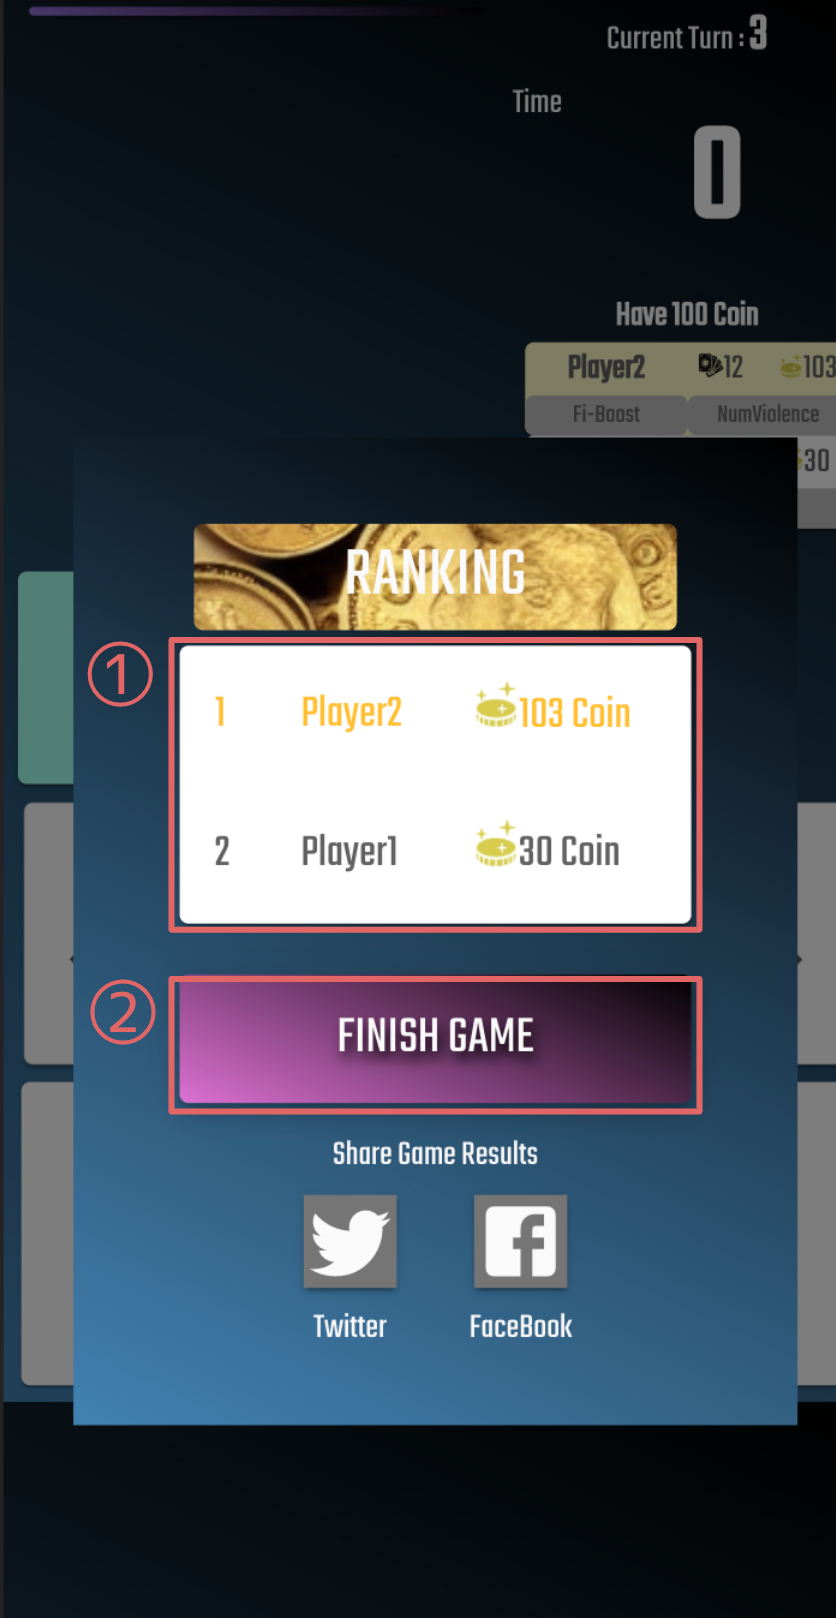 Current Turn : 3
Time
0
Have 100 Coin
Player2 12 103
Fi-Boost NumViolence
30
RANKING
①
1 Player2 103 Coin
2 Player1 30 Coin
②
FINISH GAME
Share Game Results
Twitter FaceBook